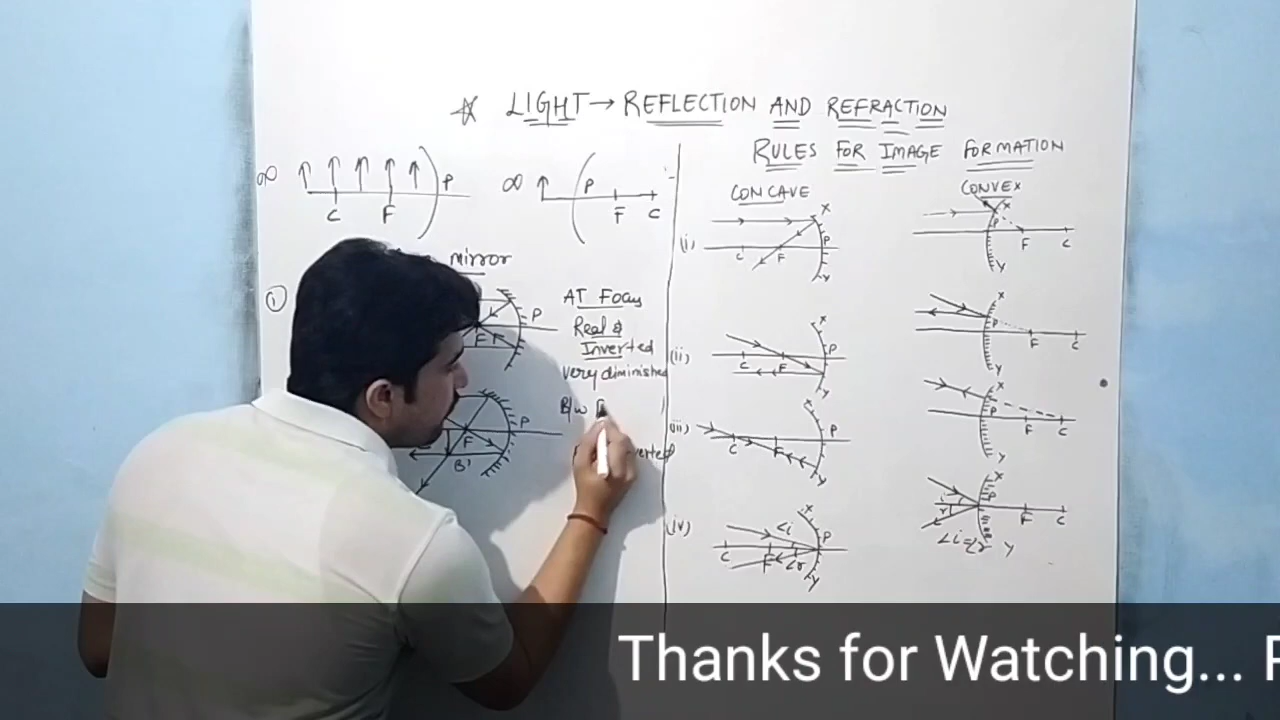 ☆ LIGHT → REFLECTION AND REFRACTION
RULES FOR IMAGE FORMATION
CONCAVE
CONVEX
∞ C F P
∞ P F C
mirror
①
F P
AT Focus
Real &
Inverted
Very diminished
F P
B'
B/w F
(i) C F P X Y
P F C X Y
(ii) C F P X Y
P F C X Y
(iii) C F P X Y
P F C X Y
(iv) C F P X Y ∠i ∠r
P F C X Y i r
∠i=∠r
Thanks for Watching...